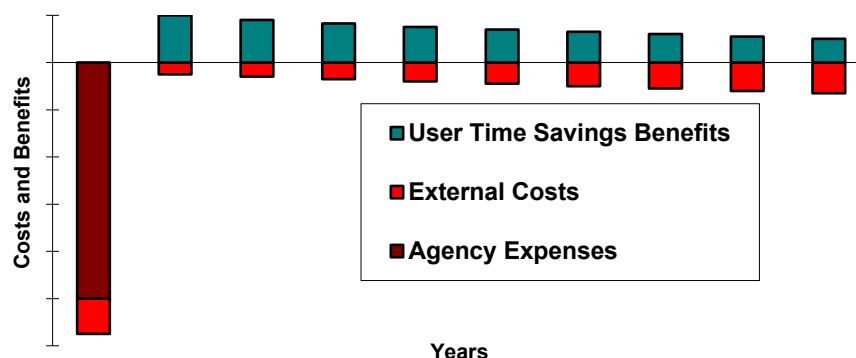 Costs and Benefits
User Time Savings Benefits
External Costs
Agency Expenses
Years